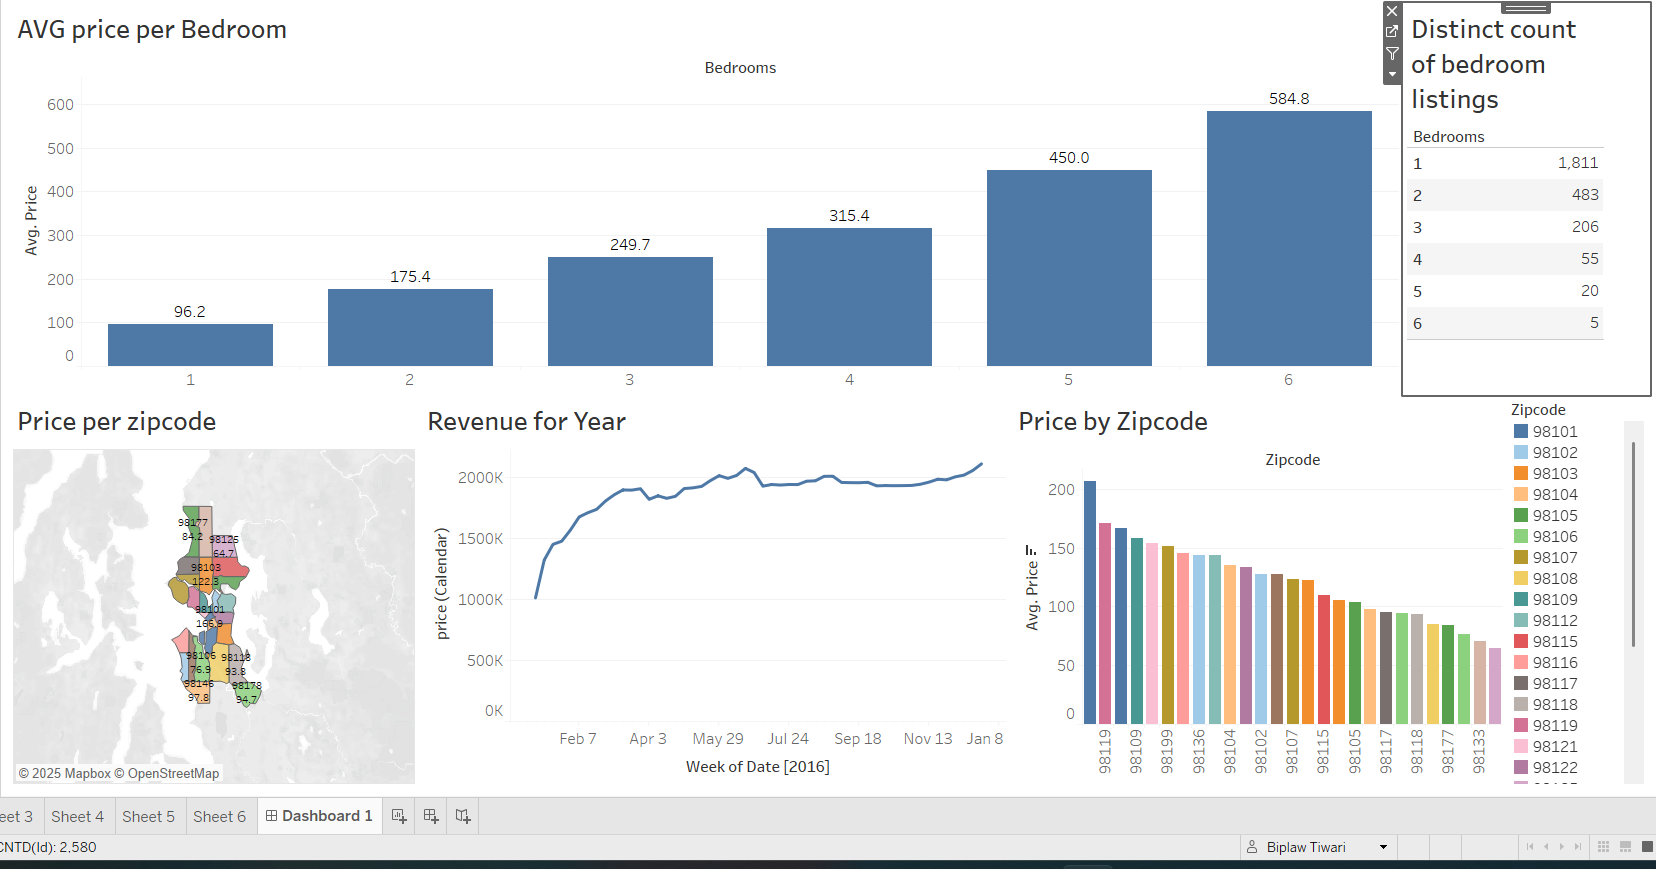 AVG price per Bedroom
Bedrooms
Avg. Price
600
500
400
300
200
100
0
96.2
175.4
249.7
315.4
450.0
584.8
1
2
3
4
5
6
Distinct count
of bedroom
listings
Bedrooms
1 1,811
2 483
3 206
4 55
5 20
6 5
Price per zipcode
98177
84.2
98125
64.7
98103
122.3
98101
166.9
98106
76.9
98118
93.8
98146
97.8
98178
94.7
© 2025 Mapbox © OpenStreetMap
Revenue for Year
price (Calendar)
2000K
1500K
1000K
500K
0K
Feb 7
Apr 3
May 29
Jul 24
Sep 18
Nov 13
Jan 8
Week of Date [2016]
Price by Zipcode
Zipcode
Avg. Price
200
150
100
50
0
98119
98109
98199
98136
98104
98102
98107
98115
98105
98117
98118
98177
98133
Zipcode
98101
98102
98103
98104
98105
98106
98107
98108
98109
98112
98115
98116
98117
98118
98119
98121
98122
eet 3
Sheet 4
Sheet 5
Sheet 6
Dashboard 1
CNTD(Id): 2,580
Biplaw Tiwari